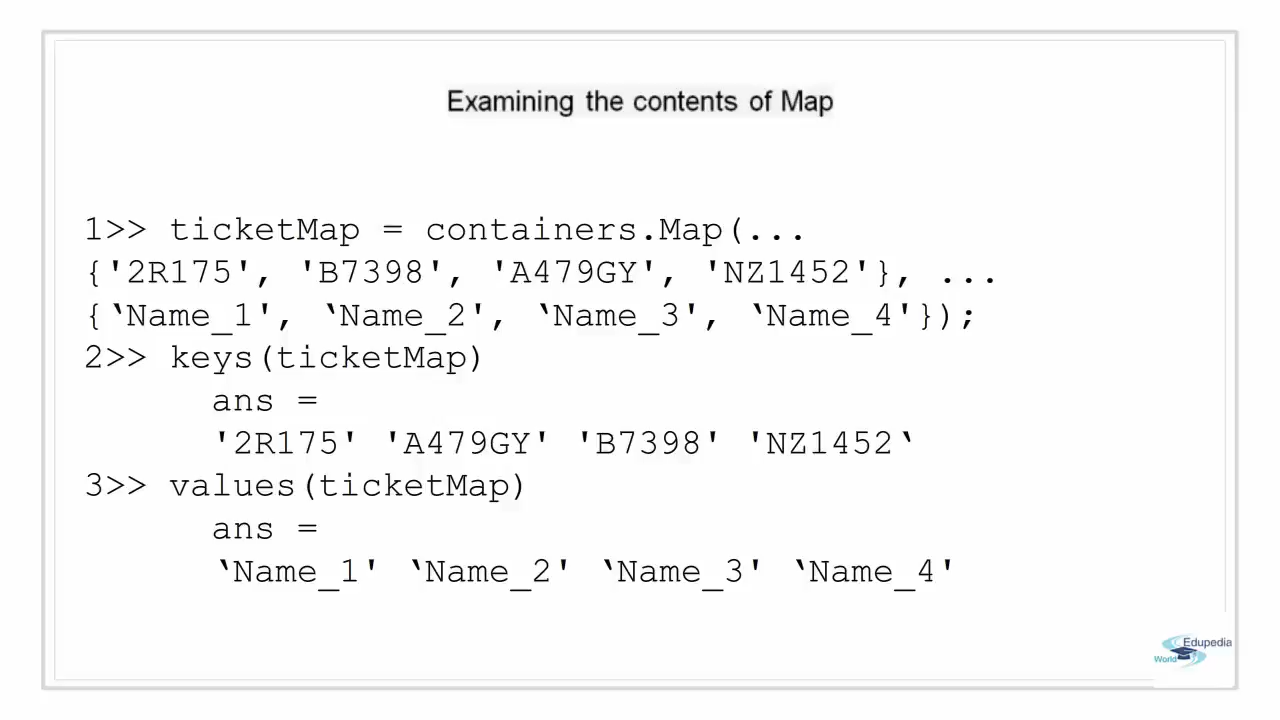 Examining the contents of Map
1>> ticketMap = containers.Map(...
{'2R175', 'B7398', 'A479GY', 'NZ1452'}, ...
{‘Name_1', ‘Name_2', ‘Name_3', ‘Name_4'});
2>> keys(ticketMap)
ans =
'2R175' 'A479GY' 'B7398' 'NZ1452‘
3>> values(ticketMap)
ans =
‘Name_1' ‘Name_2' ‘Name_3' ‘Name_4'
Edupedia
World